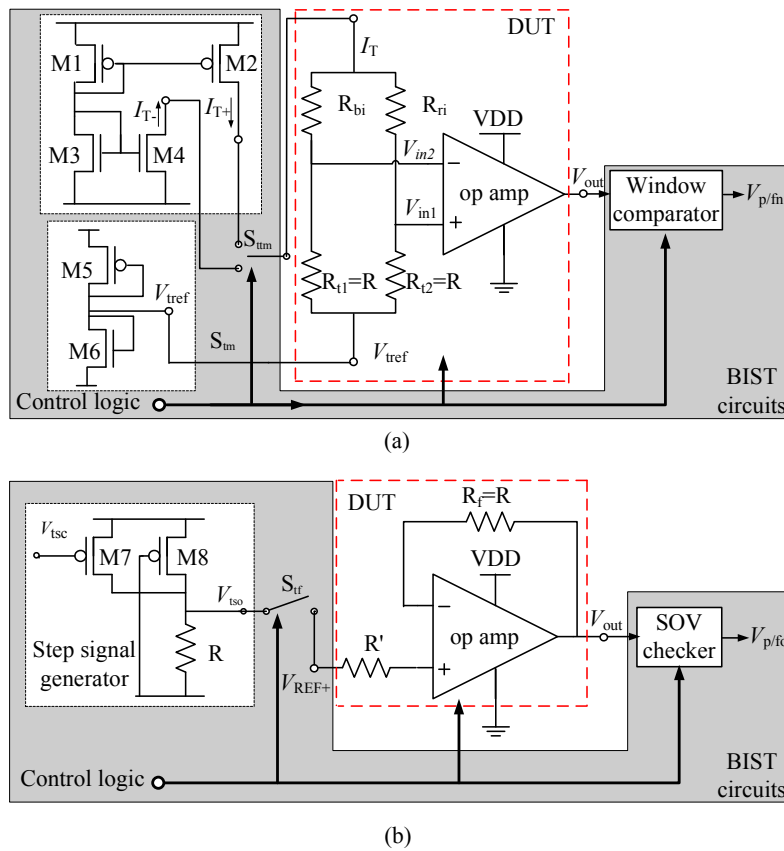 DUT
M1
M2
I_T
I_T-
I_T+
R_bi
R_ri
VDD
M3
M4
V_in2
−
op amp
V_out
Window
comparator
V_p/fn
V_in1
+
S_ttm
M5
R_t1=R
R_t2=R
V_tref
M6
S_tm
V_tref
Control logic
BIST
circuits
(a)
DUT
R_f=R
V_tsc
M7
M8
VDD
S_tf
−
V_out
SOV
checker
V_tso
op amp
V_p/fd
R'
+
Step signal
generator
R
V_REF+
Control logic
BIST
circuits
(b)